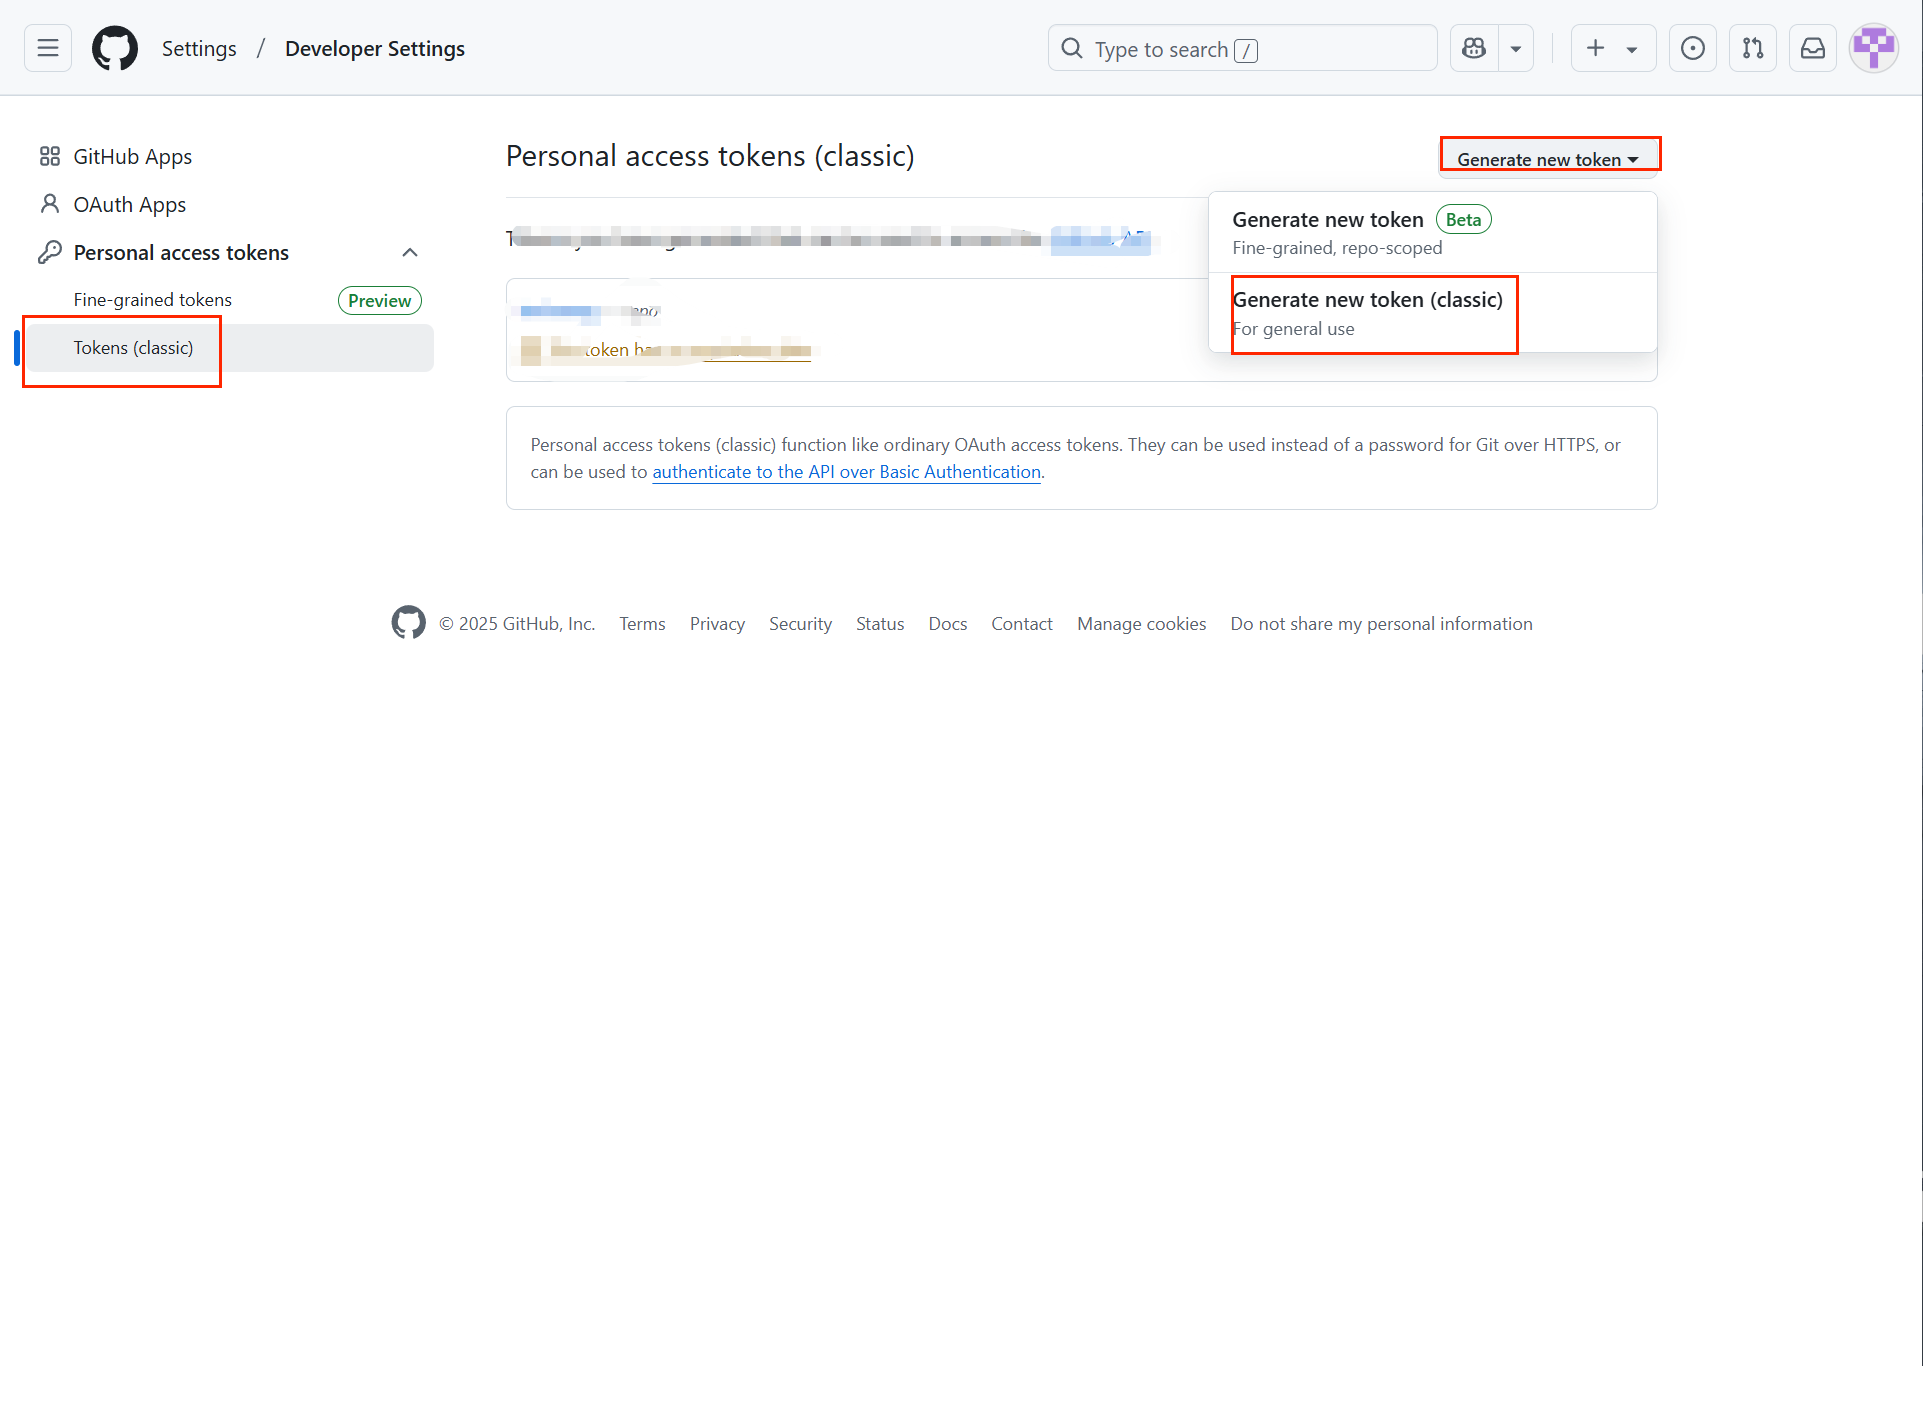 Settings / Developer Settings
Type to search /
GitHub Apps
OAuth Apps
Personal access tokens
Fine-grained tokens Preview
Tokens (classic)
Personal access tokens (classic)
Generate new token
Generate new token Beta
Fine-grained, repo-scoped
Generate new token (classic)
For general use
token
Personal access tokens (classic) function like ordinary OAuth access tokens. They can be used instead of a password for Git over HTTPS, or
can be used to authenticate to the API over Basic Authentication.
© 2025 GitHub, Inc. Terms Privacy Security Status Docs Contact Manage cookies Do not share my personal information